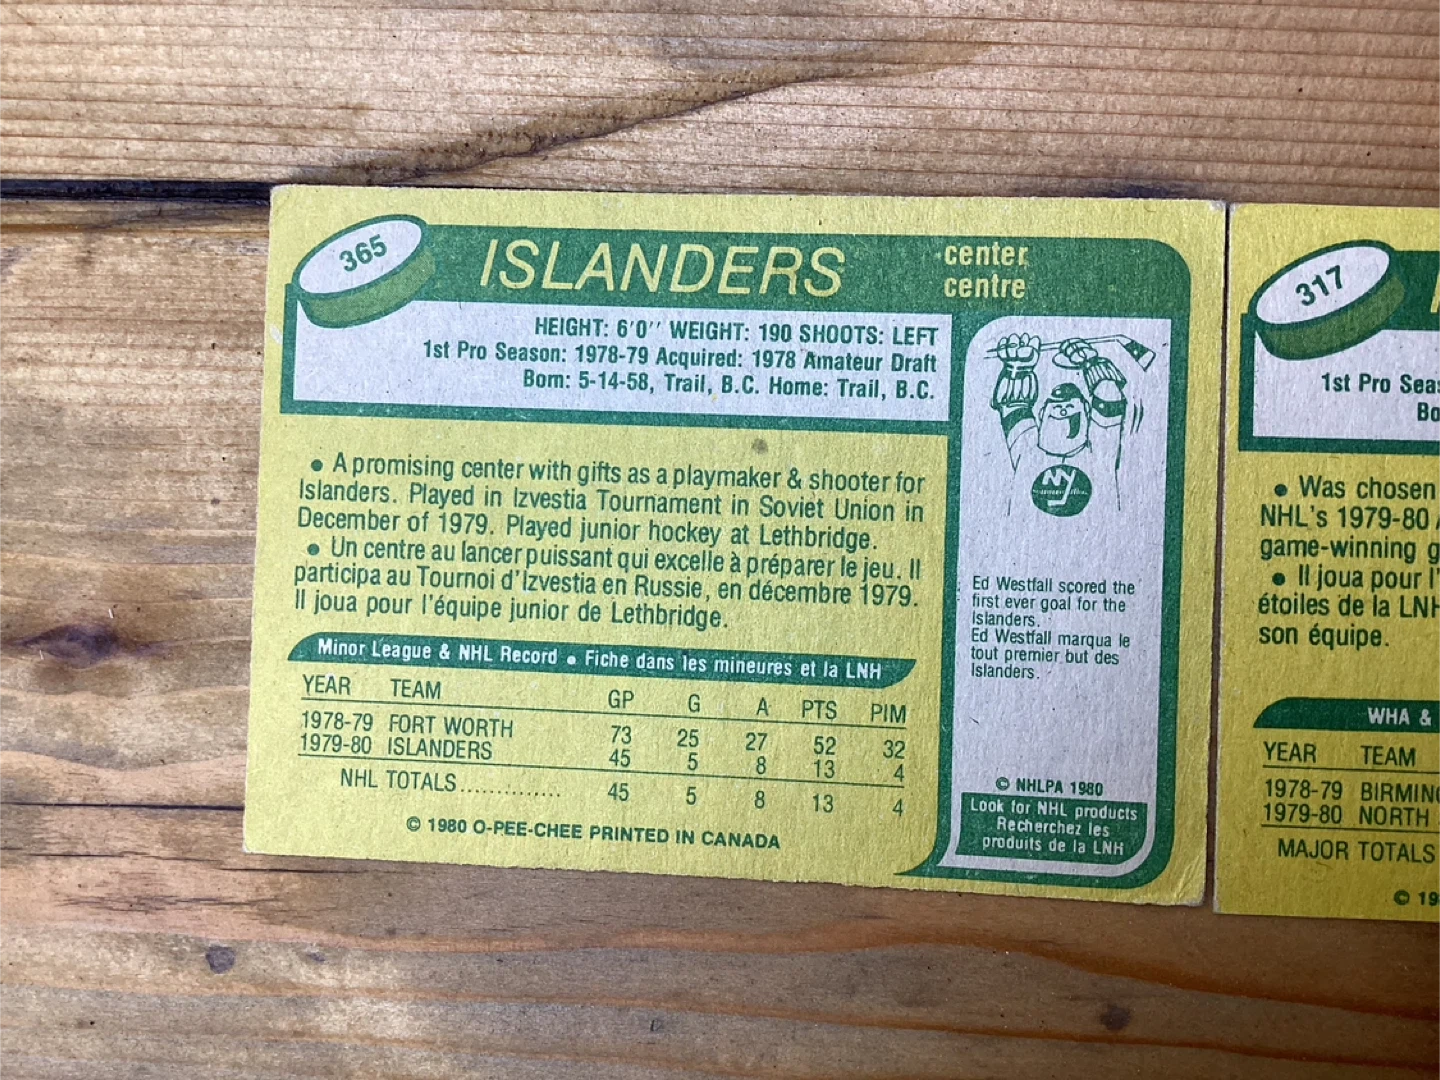 365
ISLANDERS
center
centre
HEIGHT: 6'0'' WEIGHT: 190 SHOOTS: LEFT
1st Pro Season: 1978-79 Acquired: 1978 Amateur Draft
Born: 5-14-58, Trail, B.C. Home: Trail, B.C.
• A promising center with gifts as a playmaker & shooter for
Islanders. Played in Izvestia Tournament in Soviet Union in
December of 1979. Played junior hockey at Lethbridge.
• Un centre au lancer puissant qui excelle à préparer le jeu. Il
participa au Tournoi d'Izvestia en Russie, en décembre 1979.
Il joua pour l'équipe junior de Lethbridge.
Minor League & NHL Record • Fiche dans les mineures et la LNH
YEAR TEAM GP G A PTS PIM
1978-79 FORT WORTH 73 25 27 52 32
1979-80 ISLANDERS 45 5 8 13 4
NHL TOTALS.............. 45 5 8 13 4
© 1980 O-PEE-CHEE PRINTED IN CANADA
NY
Ed Westfall scored the
first ever goal for the
Islanders.
Ed Westfall marqua le
tout premier but des
Islanders.
© NHLPA 1980
Look for NHL products
Recherchez les
produits de la LNH
317
1st Pro Seas
Bo
• Was chosen
NHL's 1979-80
game-winning g
• Il joua pour l'
étoiles de la LNH
son équipe.
WHA &
YEAR TEAM
1978-79 BIRMING
1979-80 NORTH
MAJOR TOTALS
© 19